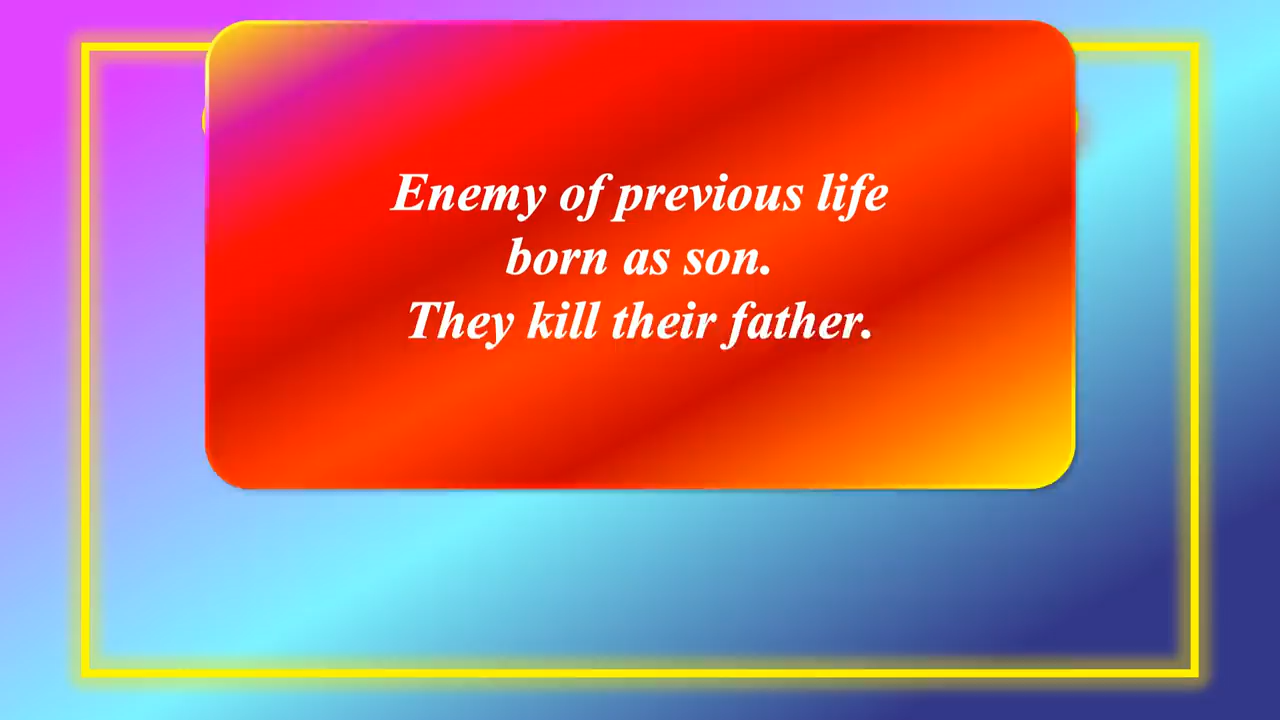 Enemy of previous life
born as son.
They kill their father.